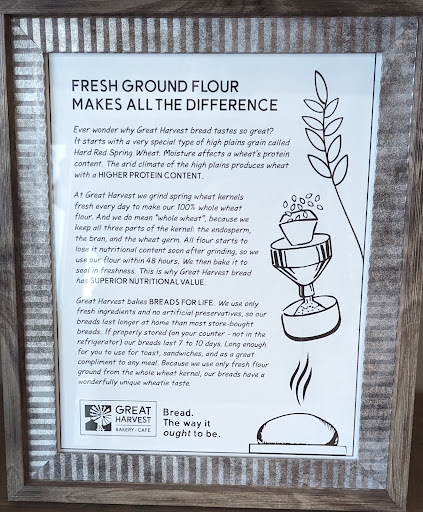 FRESH GROUND FLOUR
MAKES ALL THE DIFFERENCE
Ever wonder why Great Harvest bread tastes so great?
It starts with a very special type of high plains grain called
Hard Red Spring Wheat. Moisture affects a wheat's protein
content. The arid climate of the high plains produces wheat
with a HIGHER PROTEIN CONTENT.
At Great Harvest we grind spring wheat kernels
fresh every day to make our 100% whole wheat
flour. And we do mean "whole wheat", because we
keep all three parts of the kernel: the endosperm,
the bran, and the wheat germ. All flour starts to
lose it nutritional content soon after grinding, so we
use our flour within 48 hours. We then bake it to
seal in freshness. This is why Great Harvest bread
has SUPERIOR NUTRITIONAL VALUE.
Great Harvest bakes BREADS FOR LIFE. We use only
fresh ingredients and no artificial preservatives, so our
breads last longer at home than most store-bought
breads. If properly stored (on your counter - not in the
refrigerator) our breads last 7 to 10 days. Long enough
for you to use for toast, sandwiches, and as a great
compliment to any meal. Because we use only fresh flour
ground from the whole wheat kernel, our breads have a
wonderfully unique wheatie taste.
GREAT
HARVEST
BAKERY • CAFE
Bread.
The way it
ought to be.